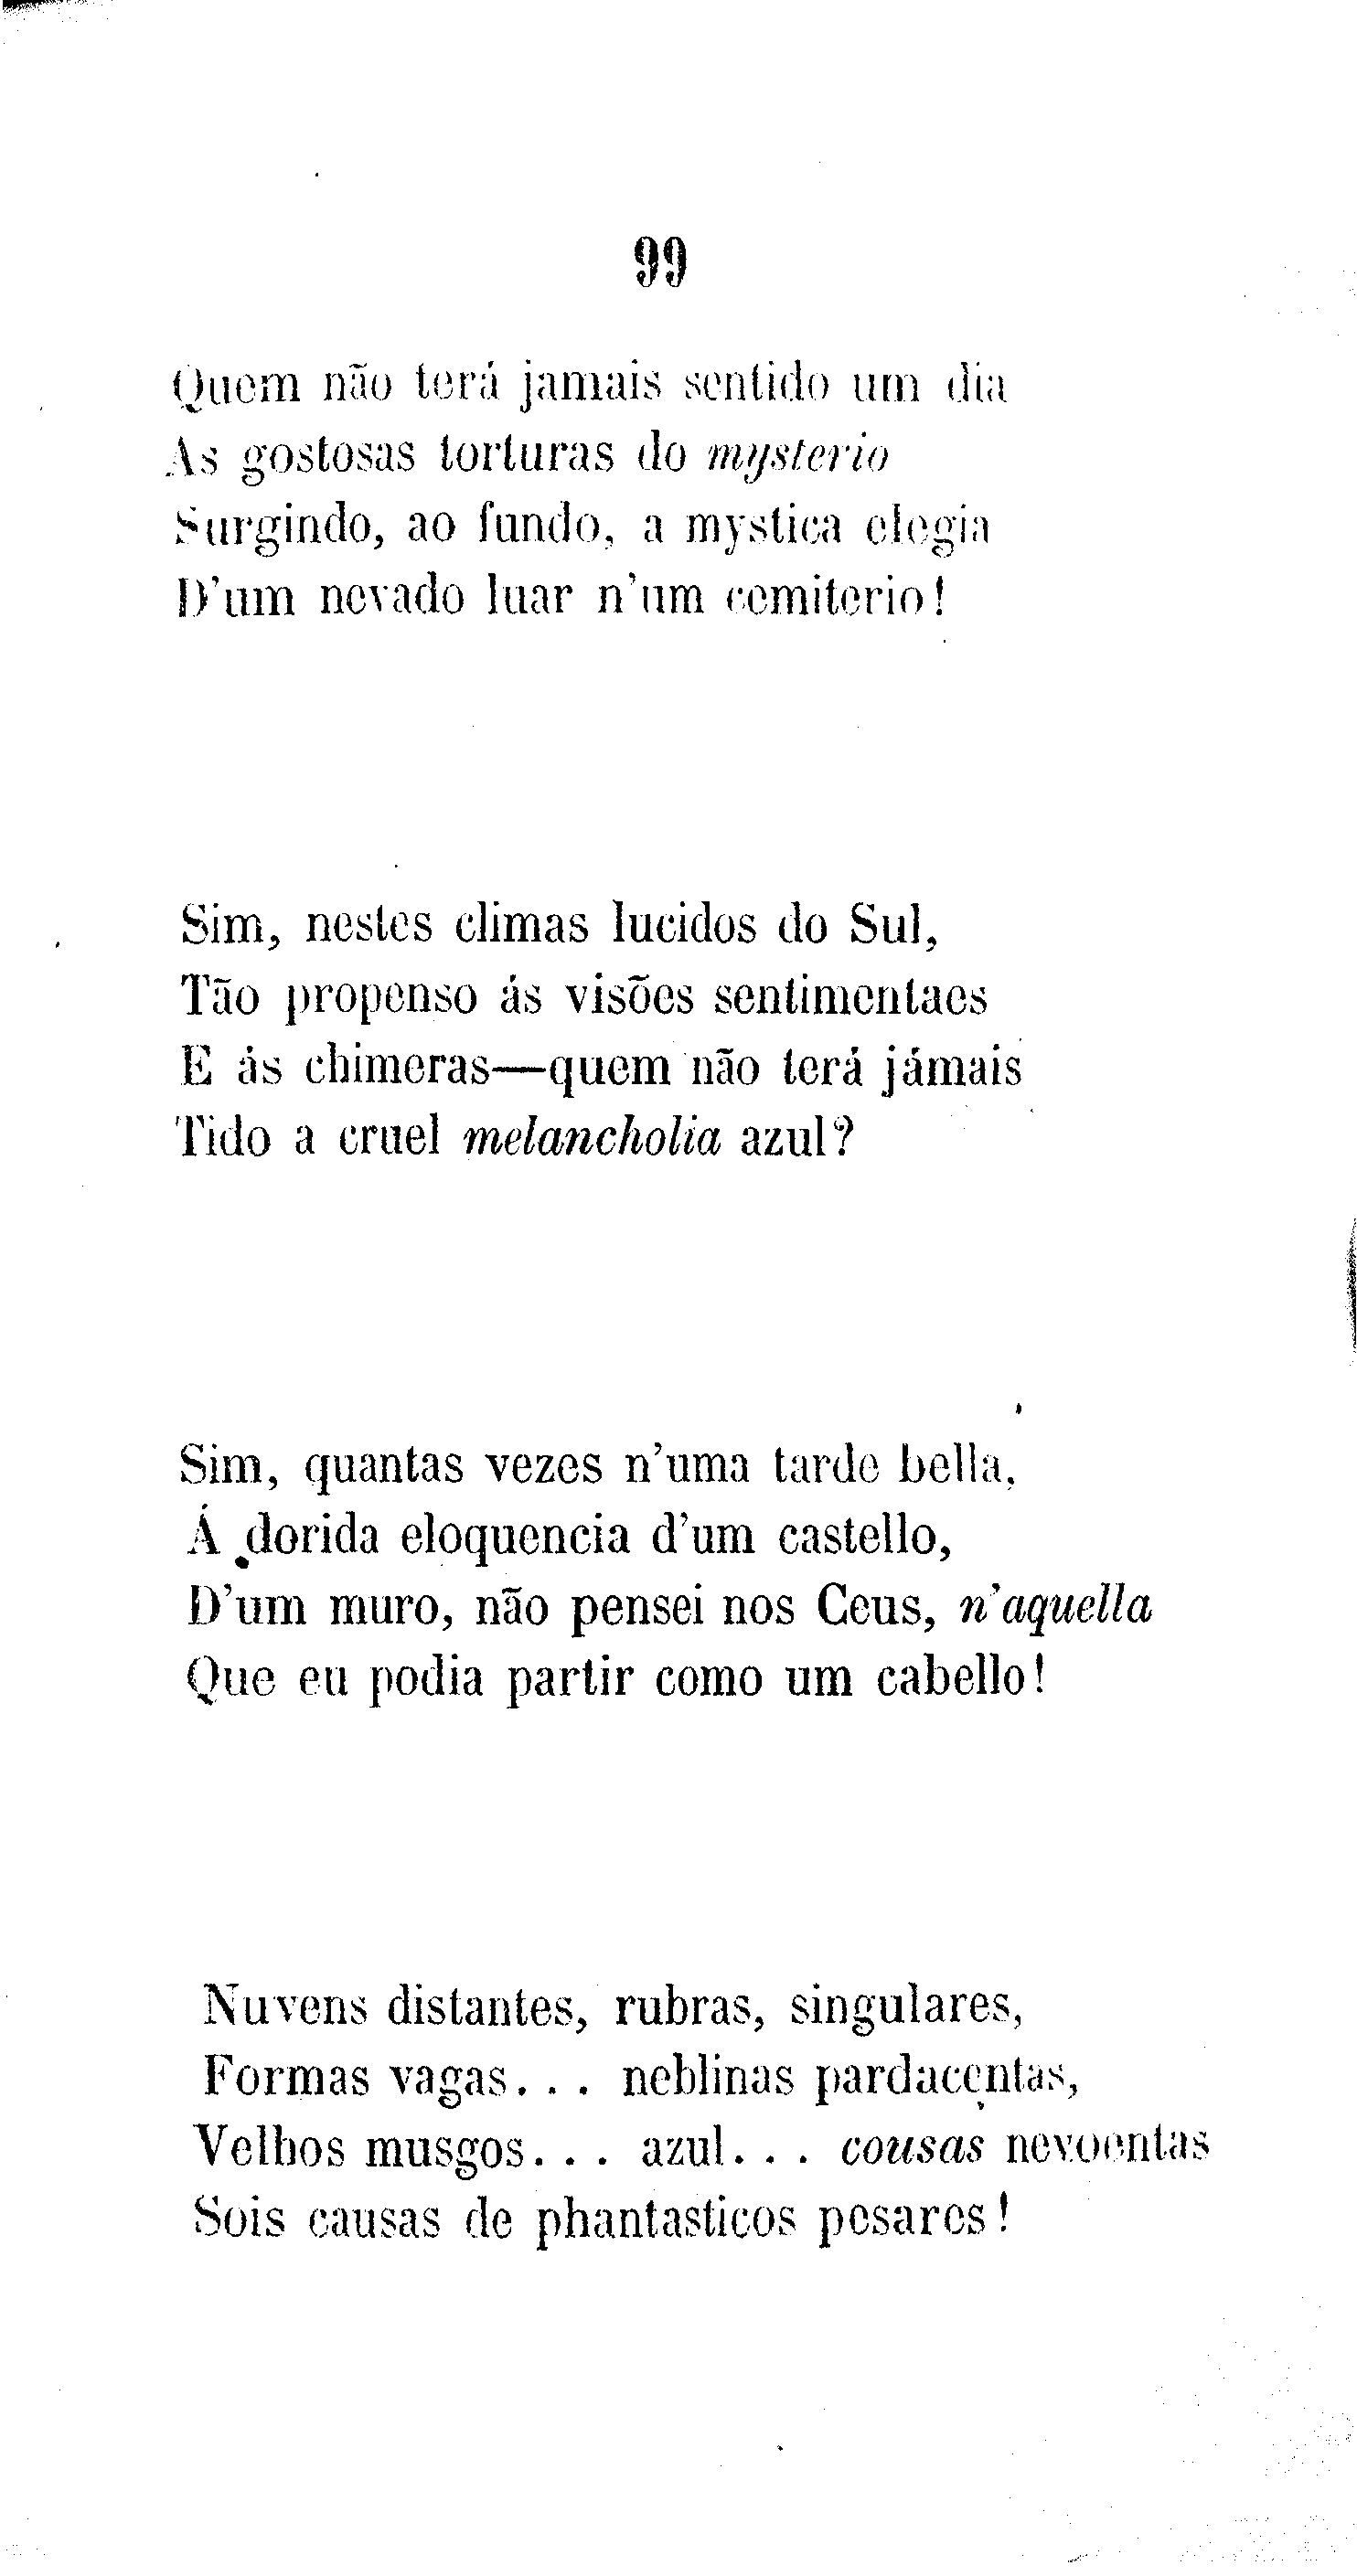 99
Quem não terá jamais sentido um dia
As gostosas torturas do mysterio
Surgindo, ao fundo, a mystica elegia
D'um nevado luar n'um cemiterio!
Sim, nestes climas lucidos do Sul,
Tão propenso ás visões sentimentaes
E ás chimeras—quem não terá jámais
Tido a cruel melancholia azul?
Sim, quantas vezes n'uma tarde bella,
Á dorida eloquencia d'um castello,
D'um muro, não pensei nos Ceus, n'aquella
Que eu podia partir como um cabello!
Nuvens distantes, rubras, singulares,
Formas vagas... neblinas pardacentas,
Velhos musgos... azul... cousas nevoentas
Sois causas de phantasticos pesares!